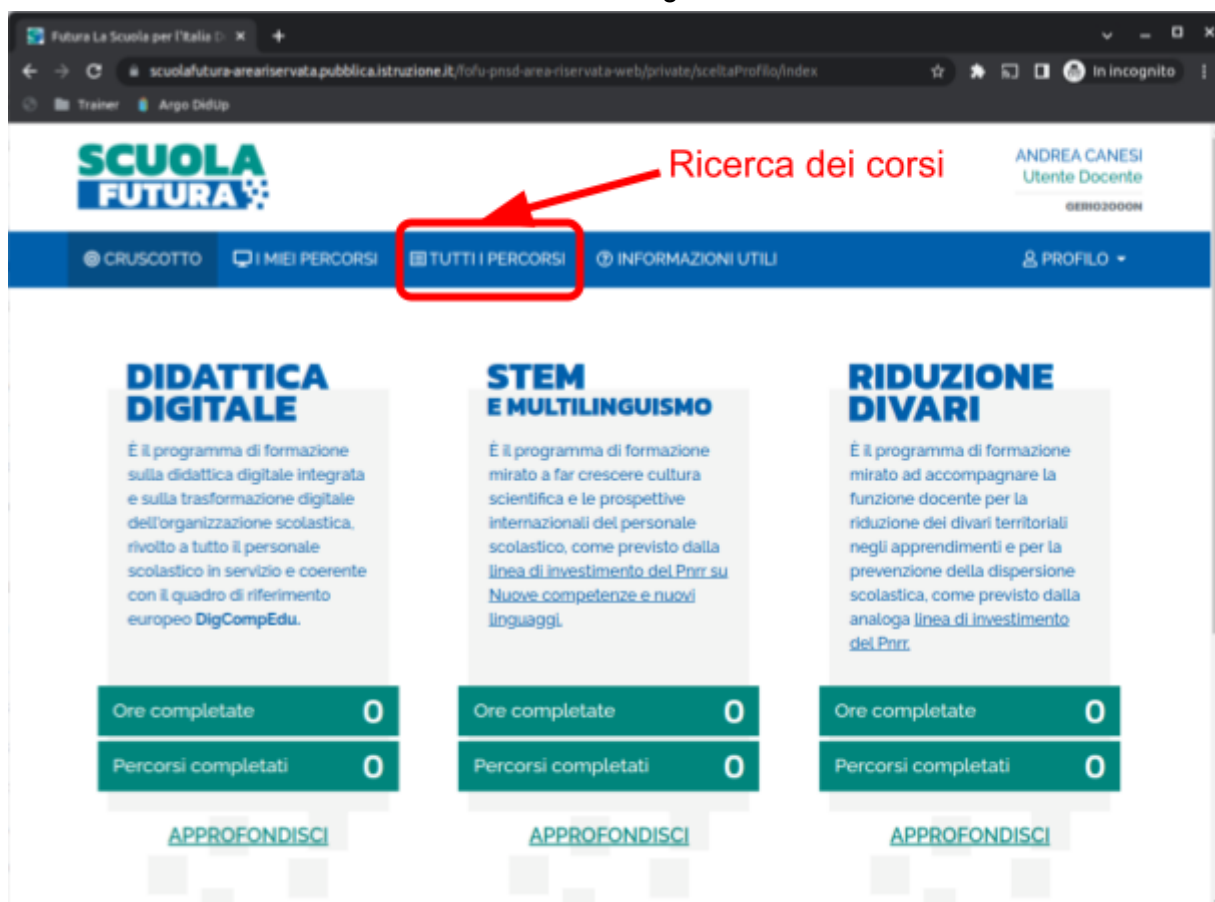 Futura La Scuola per l'Italia D
scuolafutura-areariservata.pubblica.istruzione.it/fofu-pnsd-area-riservata-web/private/sceltaProfilo/index
In incognito
Trainer
Argo DidUp
SCUOLA
FUTURA
Ricerca dei corsi
ANDREA CANESI
Utente Docente
GERI02000N
CRUSCOTTO
I MIEI PERCORSI
TUTTI I PERCORSI
INFORMAZIONI UTILI
PROFILO
DIDATTICA
DIGITALE
È il programma di formazione
sulla didattica digitale integrata
e sulla trasformazione digitale
dell'organizzazione scolastica,
rivolto a tutto il personale
scolastico in servizio e coerente
con il quadro di riferimento
europeo DigCompEdu.
Ore completate 0
Percorsi completati 0
APPROFONDISCI
STEM
E MULTILINGUISMO
È il programma di formazione
mirato a far crescere cultura
scientifica e le prospettive
internazionali del personale
scolastico, come previsto dalla
linea di investimento del Pnrr su
Nuove competenze e nuovi
linguaggi.
Ore completate 0
Percorsi completati 0
APPROFONDISCI
RIDUZIONE
DIVARI
È il programma di formazione
mirato ad accompagnare la
funzione docente per la
riduzione dei divari territoriali
negli apprendimenti e per la
prevenzione della dispersione
scolastica, come previsto dalla
analoga linea di investimento
del Pnrr.
Ore completate 0
Percorsi completati 0
APPROFONDISCI